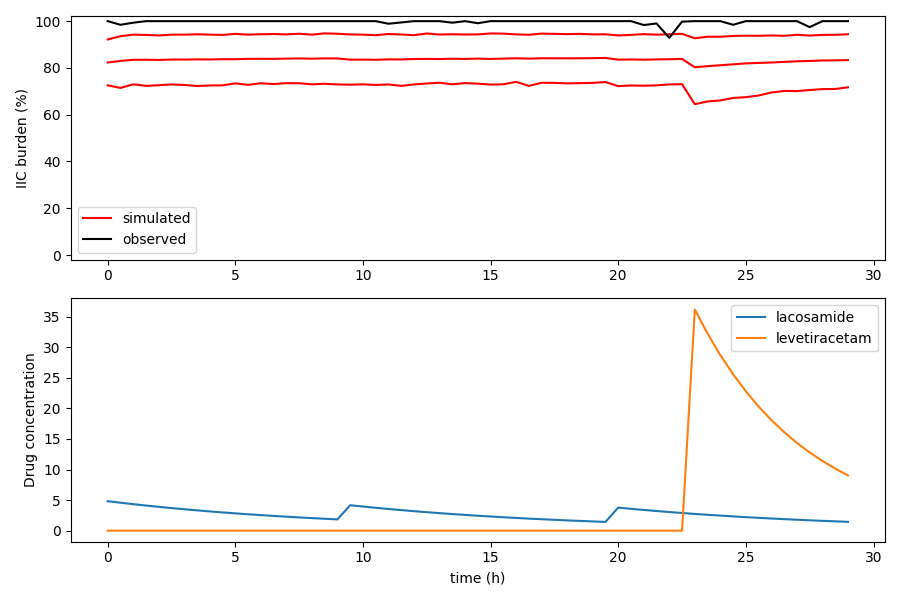 100
80
60
40
20
0
IIC burden (%)
simulated
observed
0 5 10 15 20 25 30
35
30
25
20
15
10
5
0
Drug concentration
lacosamide
levetiracetam
0 5 10 15 20 25 30
time (h)